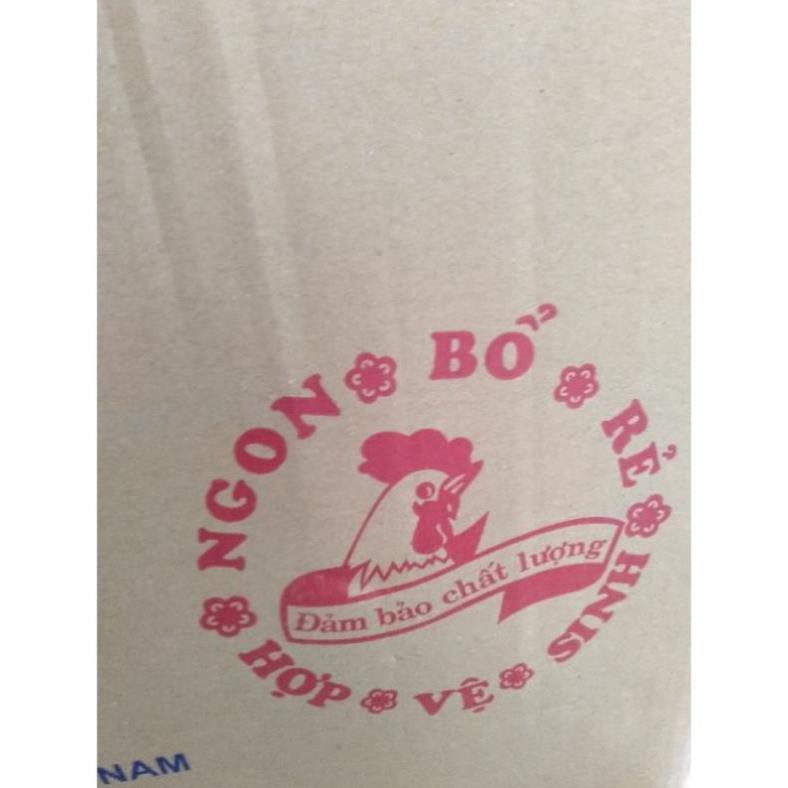 NGON BỔ RẺ
Đảm bảo chất lượng
HỢP VỆ SINH
NAM